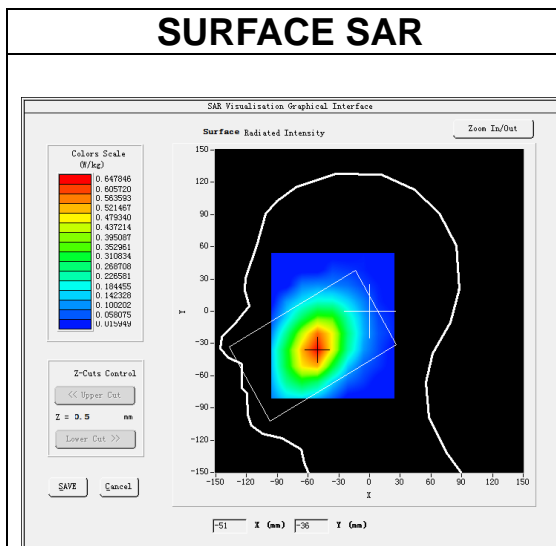 SURFACE SAR
SAR Visualisation Graphical Interface
Surface Radiated Intensity
Zoom In/Out
Colors Scale
(W/kg)
0.647846
0.605720
0.563593
0.521467
0.479340
0.437214
0.395087
0.352961
0.310834
0.268708
0.226581
0.184455
0.142328
0.100202
0.058075
0.015949
Z-Cuts Control
<< Upper Cut
Z = 3.5 mm
Lower Cut >>
SAVE Cancel
150
120
90
60
30
0
-30
-60
-90
-120
-150
Y
-150 -120 -90 -60 -30 0 30 60 90 120 150
X
-51 X (mm) -36 Y (mm)